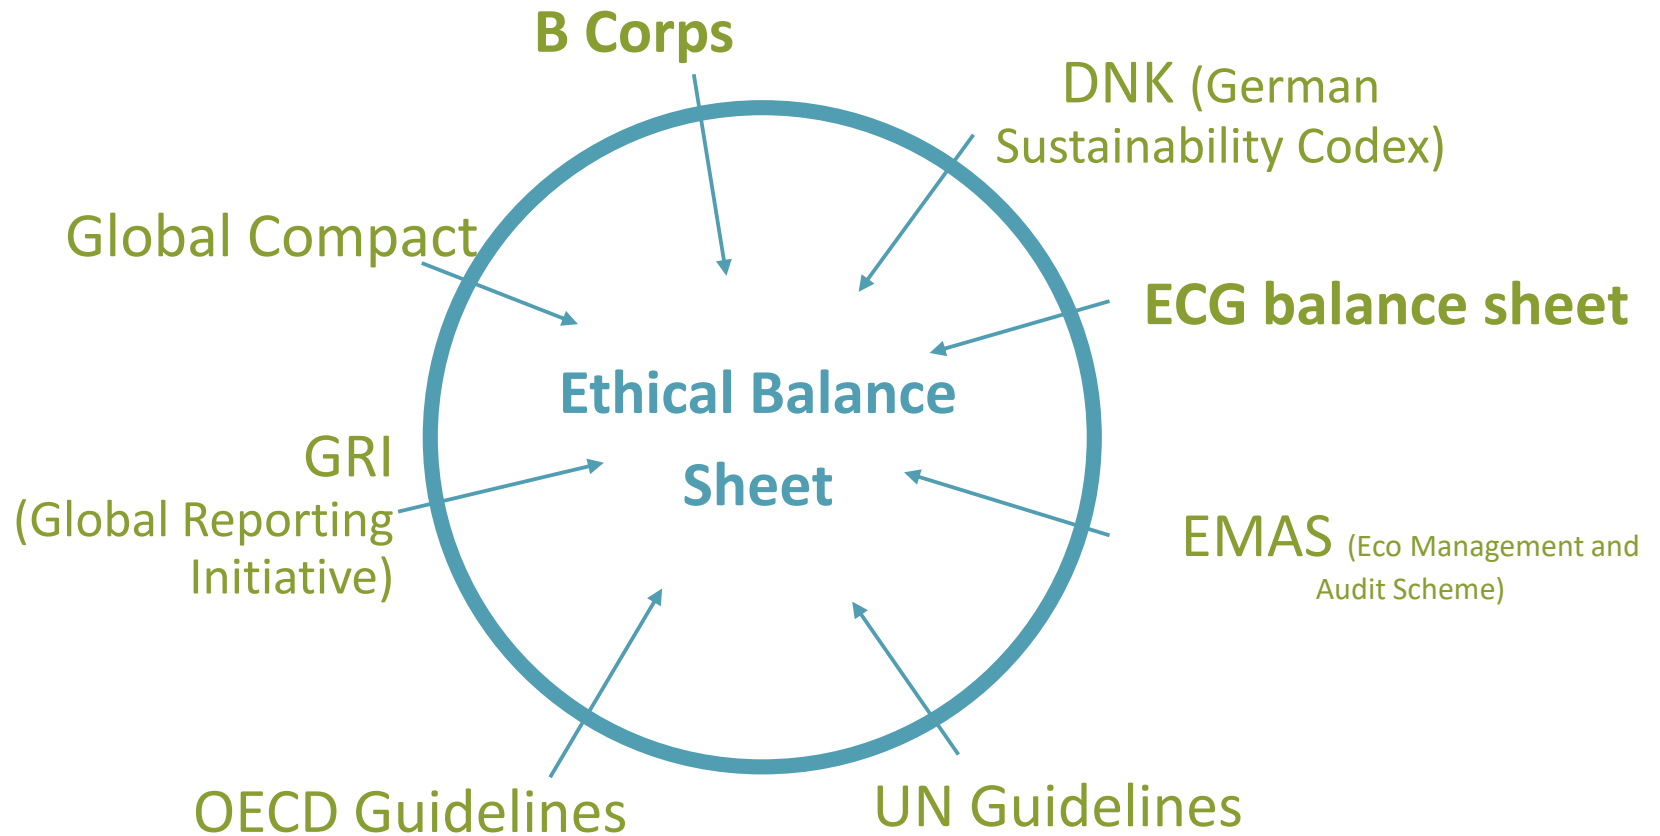 B Corps
DNK (German
Sustainability Codex)
Global Compact
ECG balance sheet
Ethical Balance
Sheet
GRI
(Global Reporting
Initiative)
EMAS (Eco Management and
Audit Scheme)
OECD Guidelines
UN Guidelines